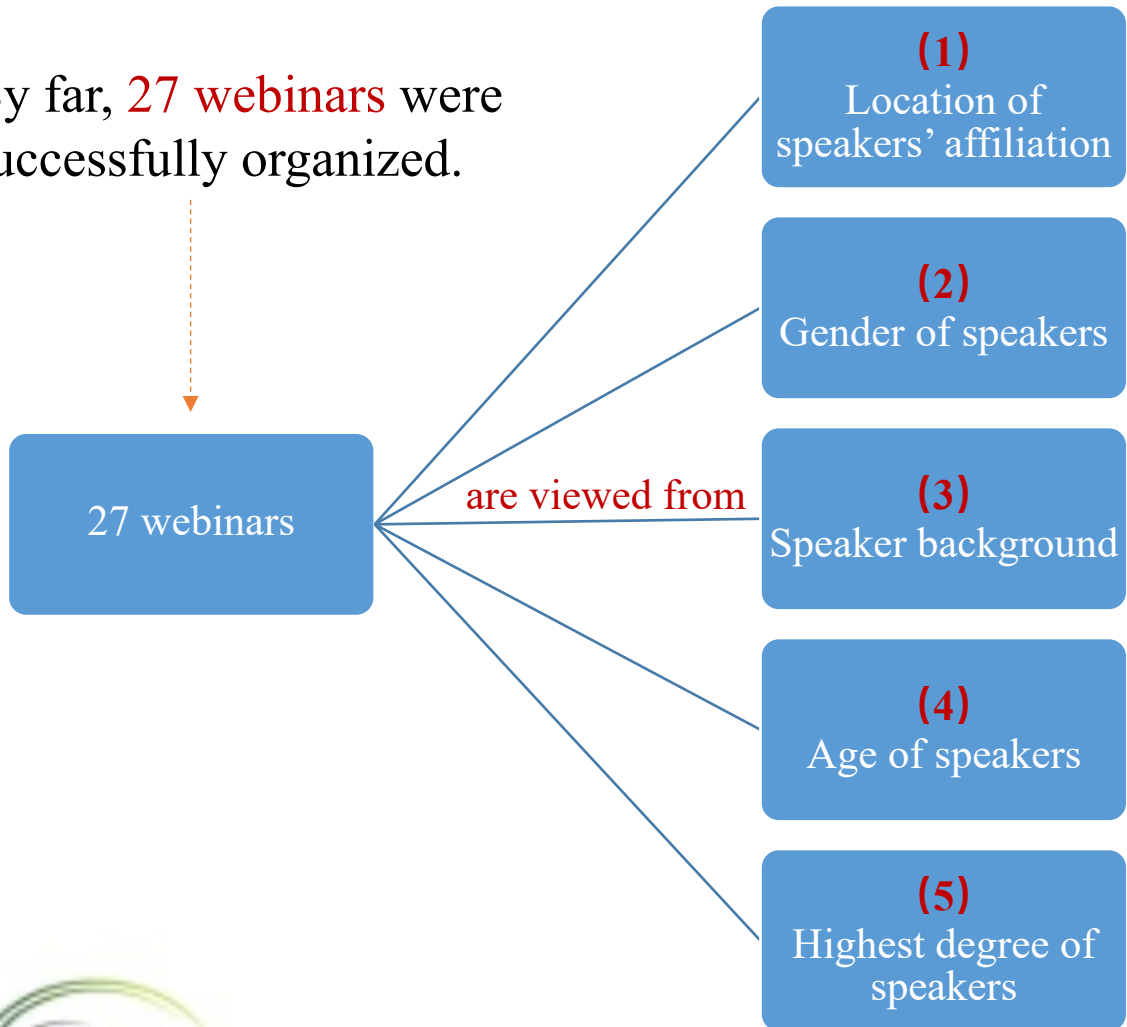 y far, 27 webinars were
uccessfully organized.
27 webinars
are viewed from
(1)
Location of
speakers’ affiliation
(2)
Gender of speakers
(3)
Speaker background
(4)
Age of speakers
(5)
Highest degree of
speakers